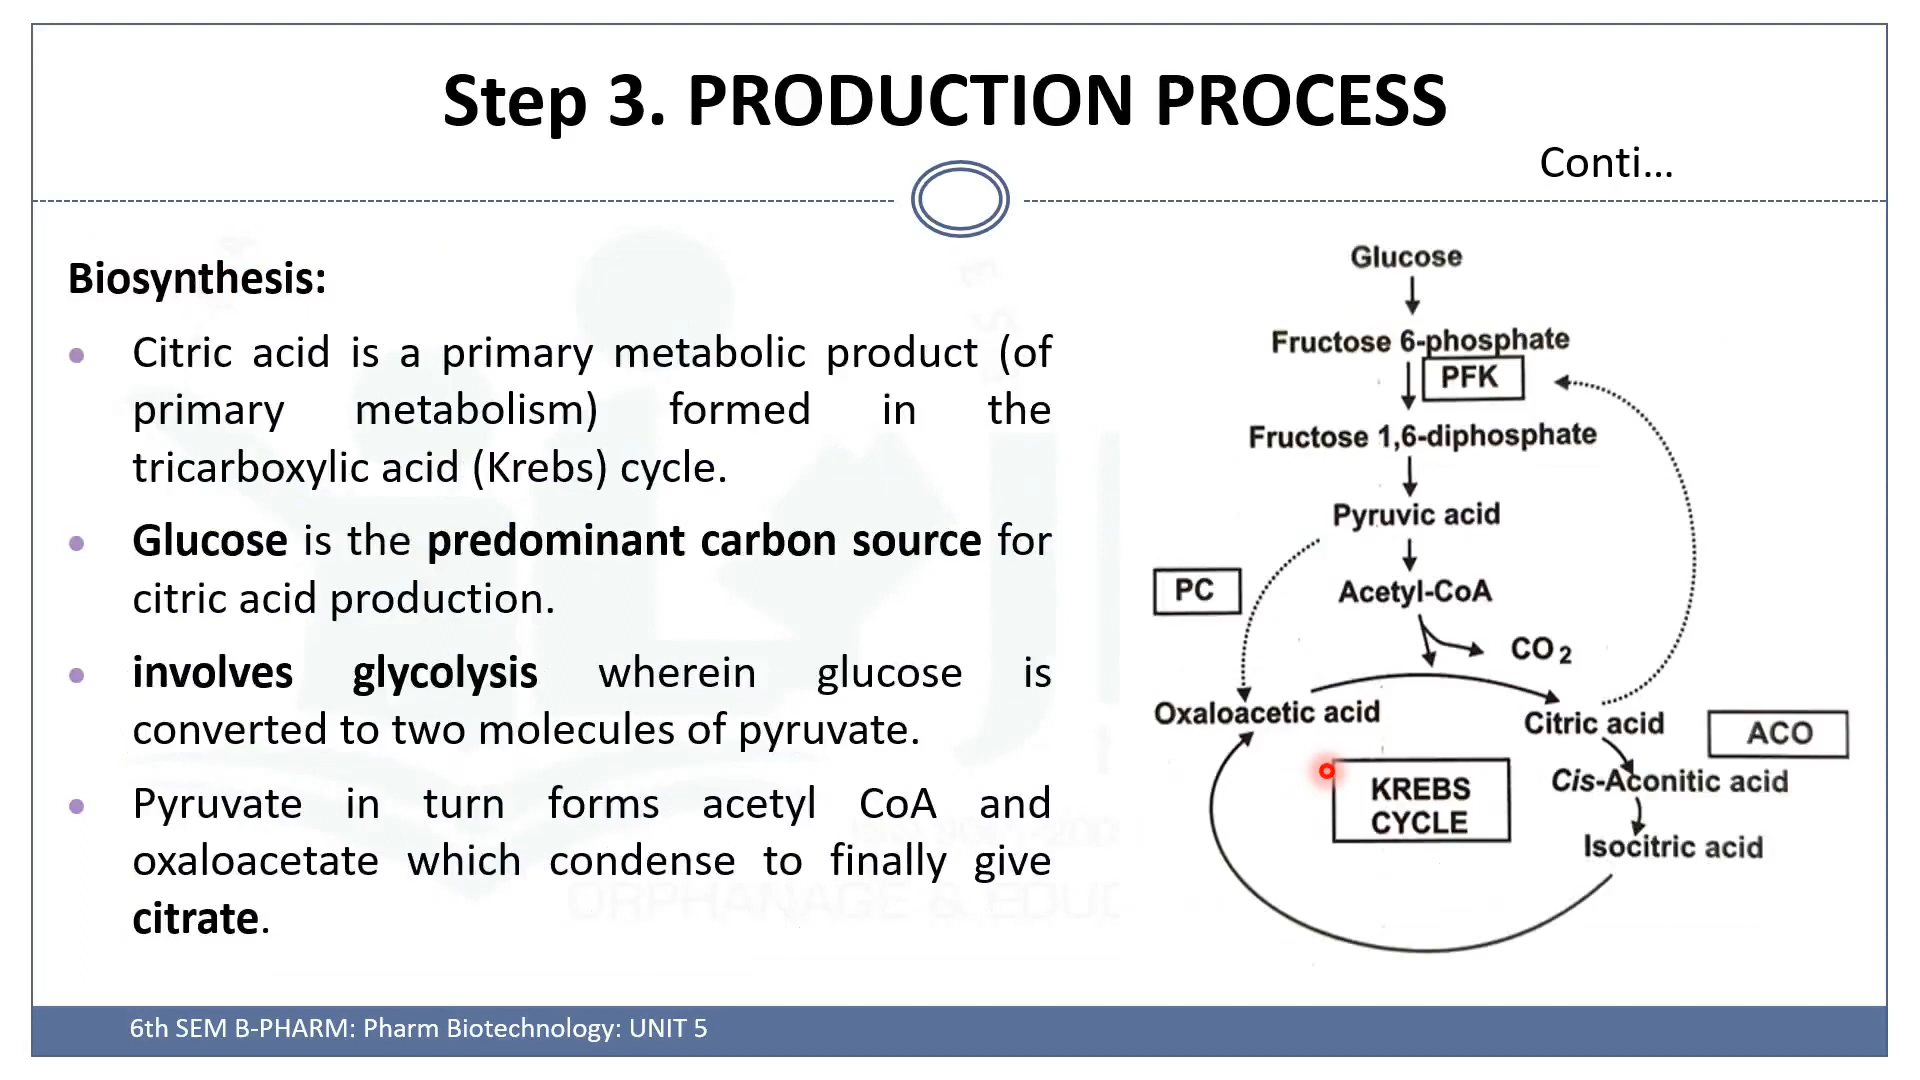 Step 3. PRODUCTION PROCESS
Conti...
Biosynthesis:
Citric acid is a primary metabolic product (of
primary metabolism) formed in the
tricarboxylic acid (Krebs) cycle.
Glucose is the predominant carbon source for
citric acid production.
involves glycolysis wherein glucose is
converted to two molecules of pyruvate.
Pyruvate in turn forms acetyl CoA and
oxaloacetate which condense to finally give
citrate.
Glucose
Fructose 6-phosphate
PFK
Fructose 1,6-diphosphate
Pyruvic acid
PC
Acetyl-CoA
CO2
Oxaloacetic acid
Citric acid
ACO
Cis-Aconitic acid
KREBS
CYCLE
Isocitric acid
ORPHANAGE & EDUC
6th SEM B-PHARM: Pharm Biotechnology: UNIT 5